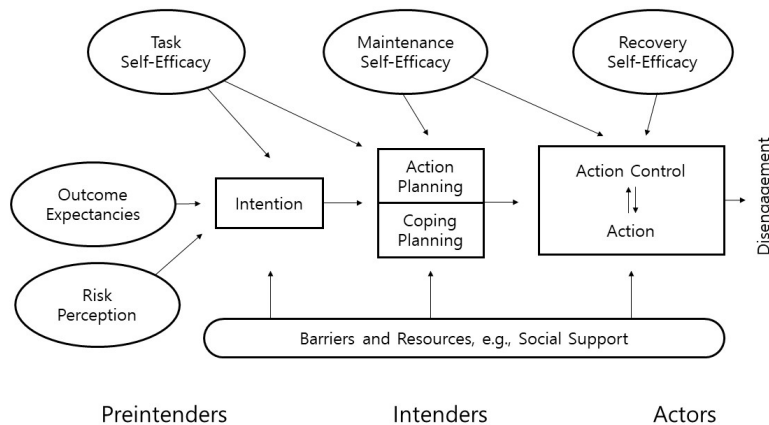 Task
Self-Efficacy
Maintenance
Self-Efficacy
Recovery
Self-Efficacy
Outcome
Expectancies
Intention
Action
Planning
Coping
Planning
Action Control
Action
Disengagement
Risk
Perception
Barriers and Resources, e.g., Social Support
Preintenders
Intenders
Actors